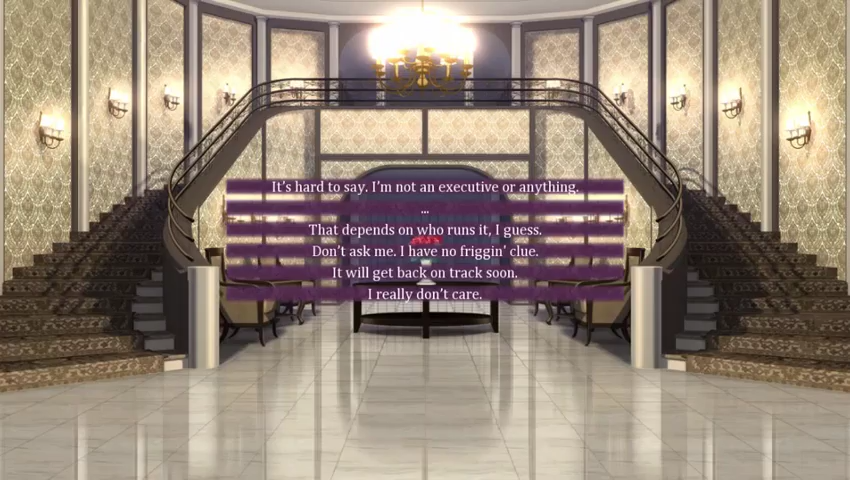 It's hard to say. I'm not an executive or anything.
...
That depends on who runs it, I guess.
Don't ask me. I have no friggin' clue.
It will get back on track soon.
I really don't care.